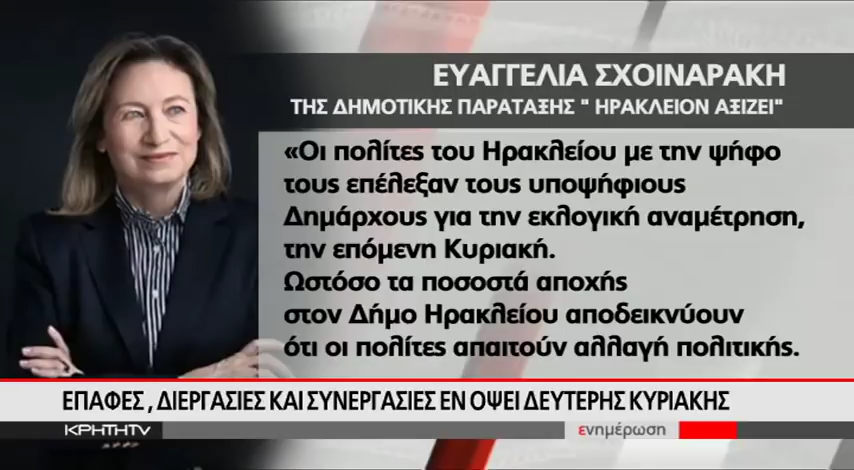 ΕΥΑΓΓΕΛΙΑ ΣΧΟΙΝΑΡΑΚΗ
ΤΗΣ ΔΗΜΟΤΙΚΗΣ ΠΑΡΑΤΑΞΗΣ " ΗΡΑΚΛΕΙΟΝ ΑΞΙΖΕΙ"
«Οι πολίτες του Ηρακλείου με την ψήφο
τους επέλεξαν τους υποψήφιους
Δημάρχους για την εκλογική αναμέτρηση,
την επόμενη Κυριακή.
Ωστόσο τα ποσοστά αποχής
στον Δήμο Ηρακλείου αποδεικνύουν
ότι οι πολίτες απαιτούν αλλαγή πολιτικής.
ΕΠΑΦΕΣ , ΔΙΕΡΓΑΣΙΕΣ ΚΑΙ ΣΥΝΕΡΓΑΣΙΕΣ ΕΝ ΟΨΕΙ ΔΕΥΤΕΡΗΣ ΚΥΡΙΑΚΗΣ
ΚΡΗΤΗTV
ενημέρωση